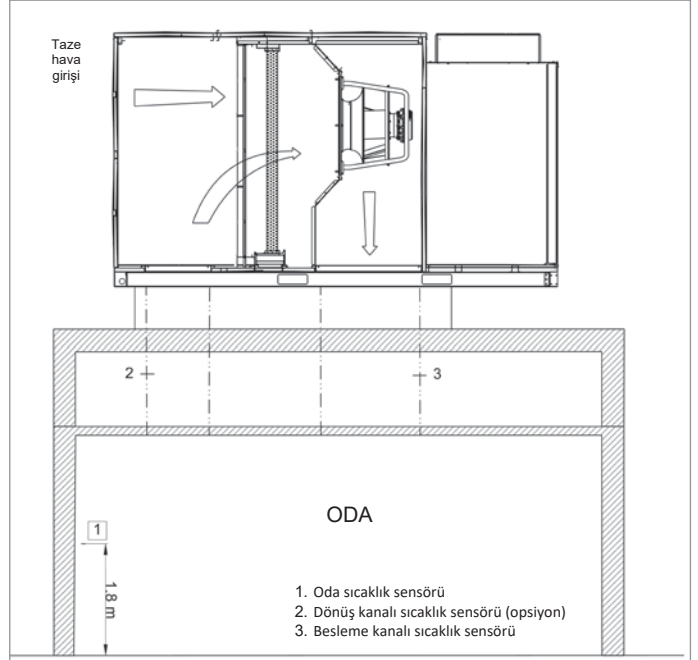 Taze
hava
girişi
2
3
ODA
1
1.8 m
1. Oda sıcaklık sensörü
2. Dönüş kanalı sıcaklık sensörü (opsiyon)
3. Besleme kanalı sıcaklık sensörü